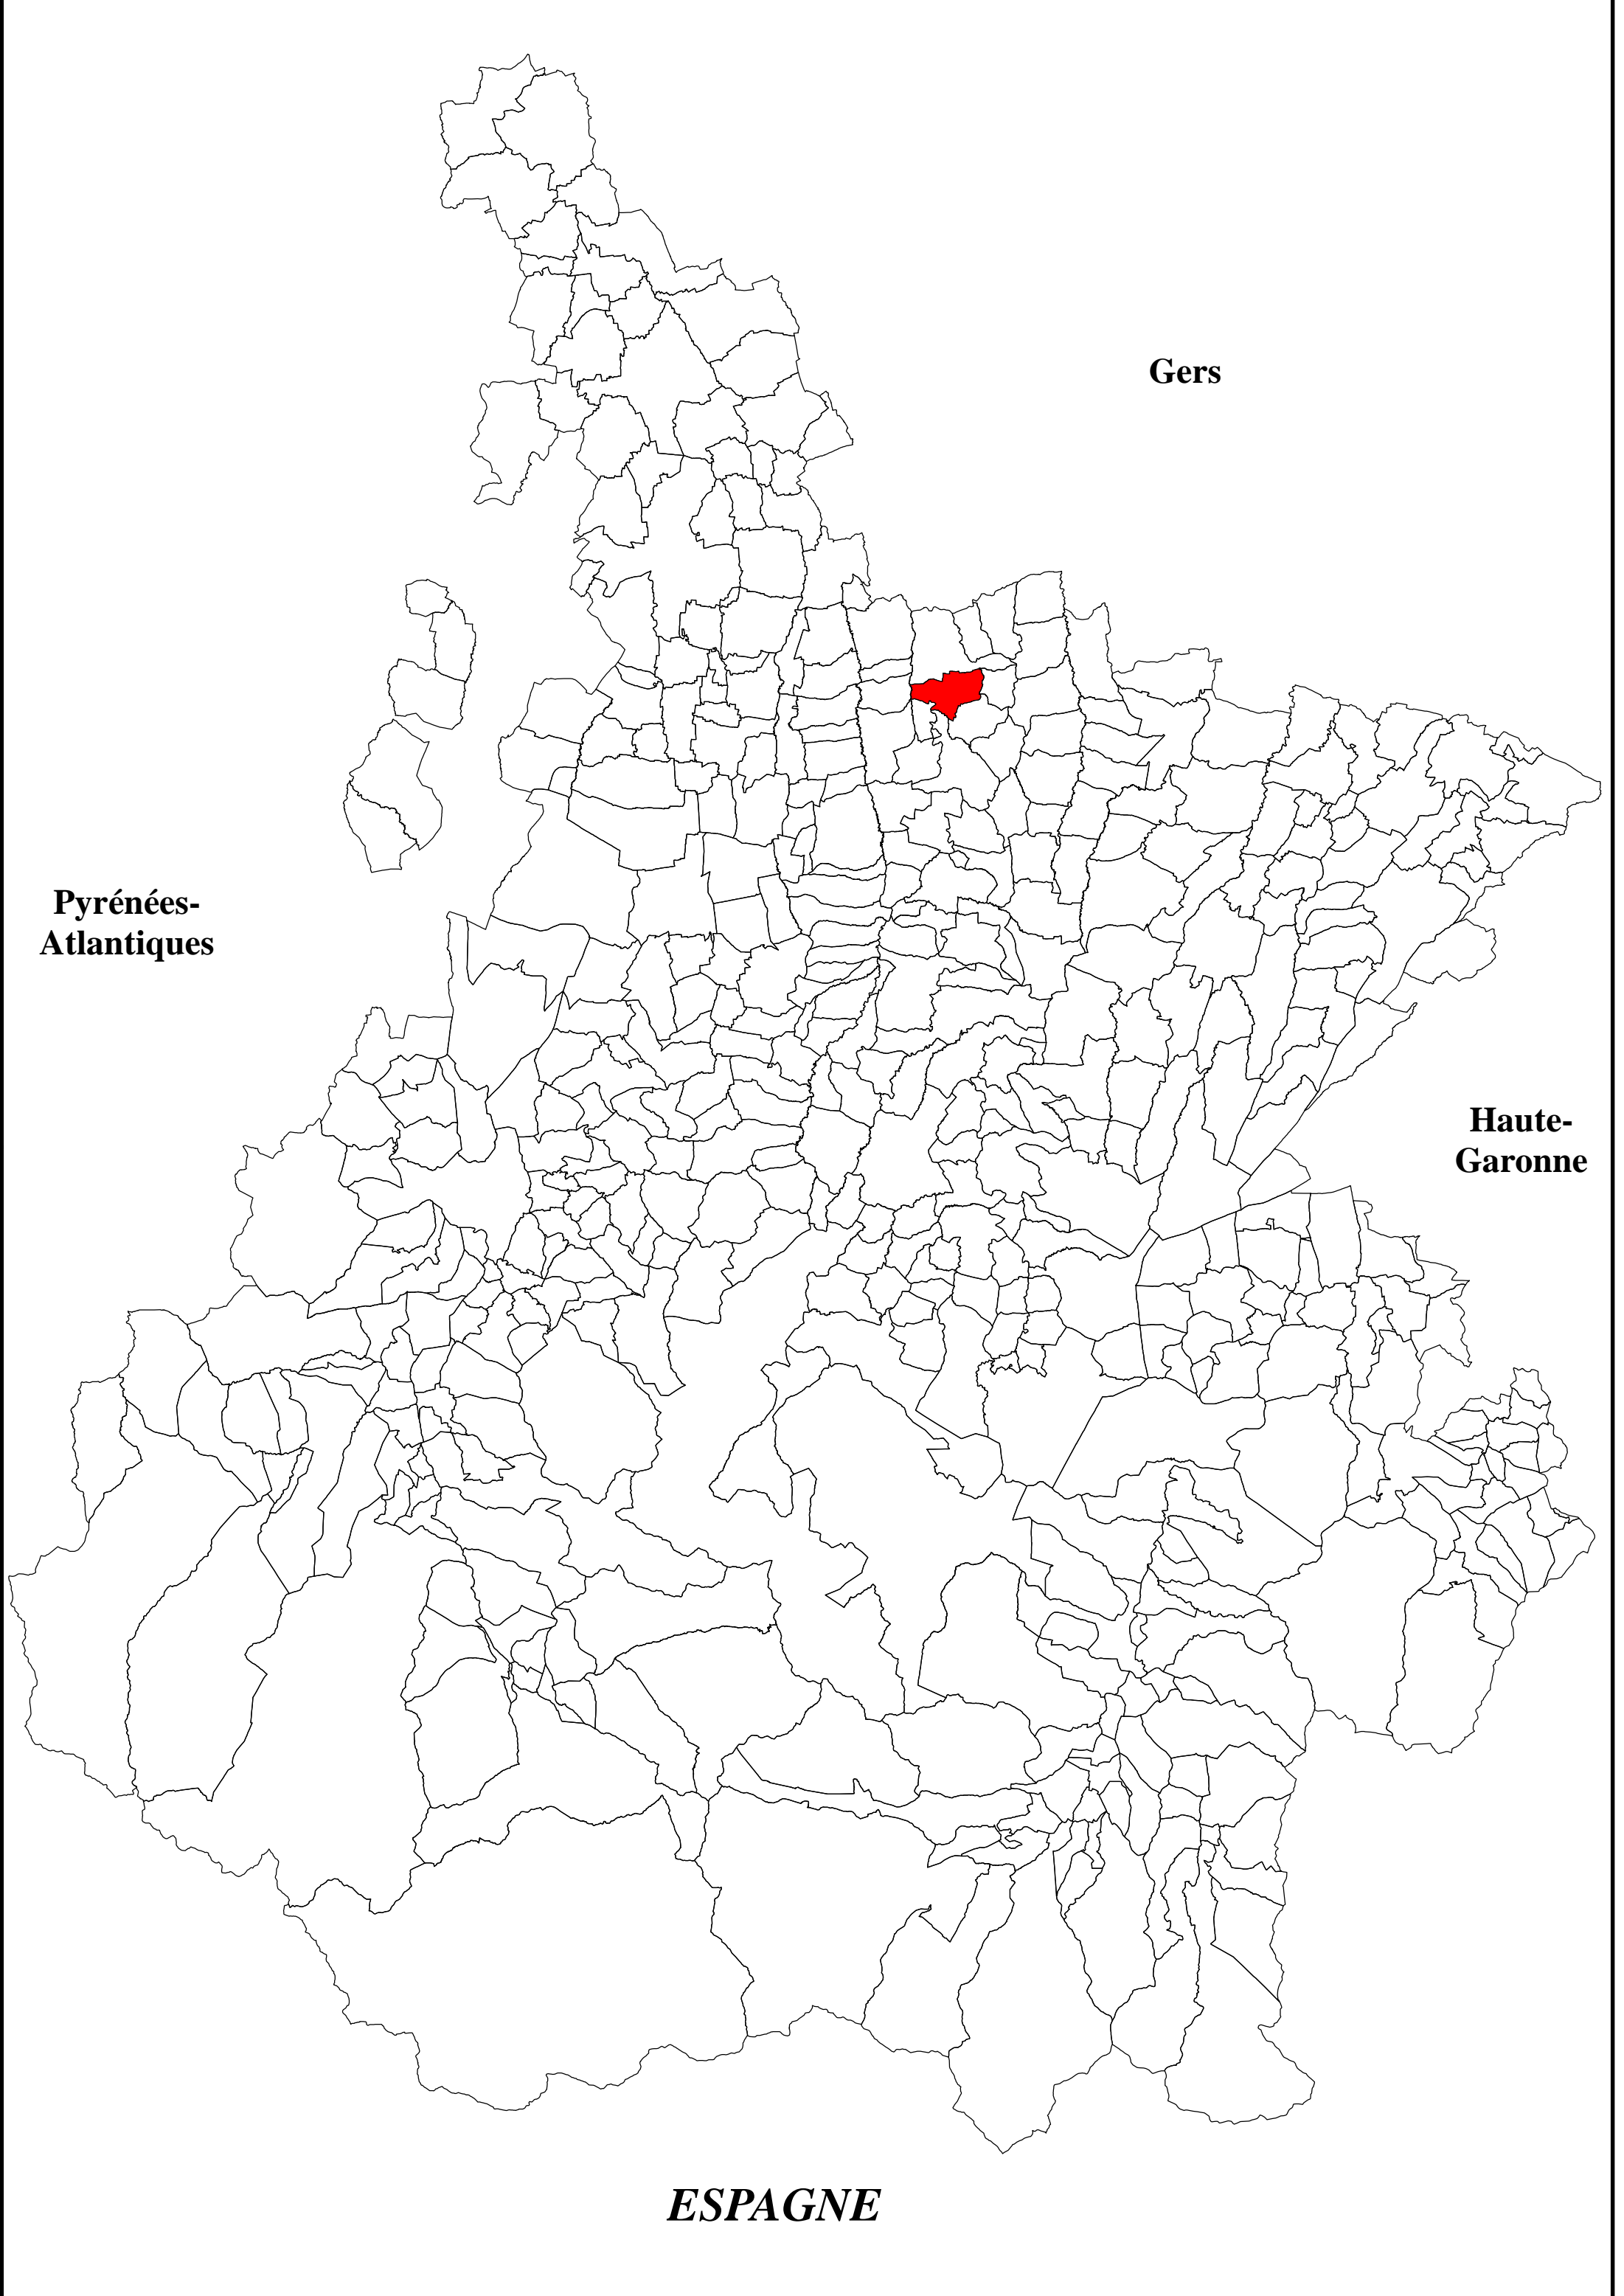 Gers
Pyrénées-
Atlantiques
Haute-
Garonne
ESPAGNE